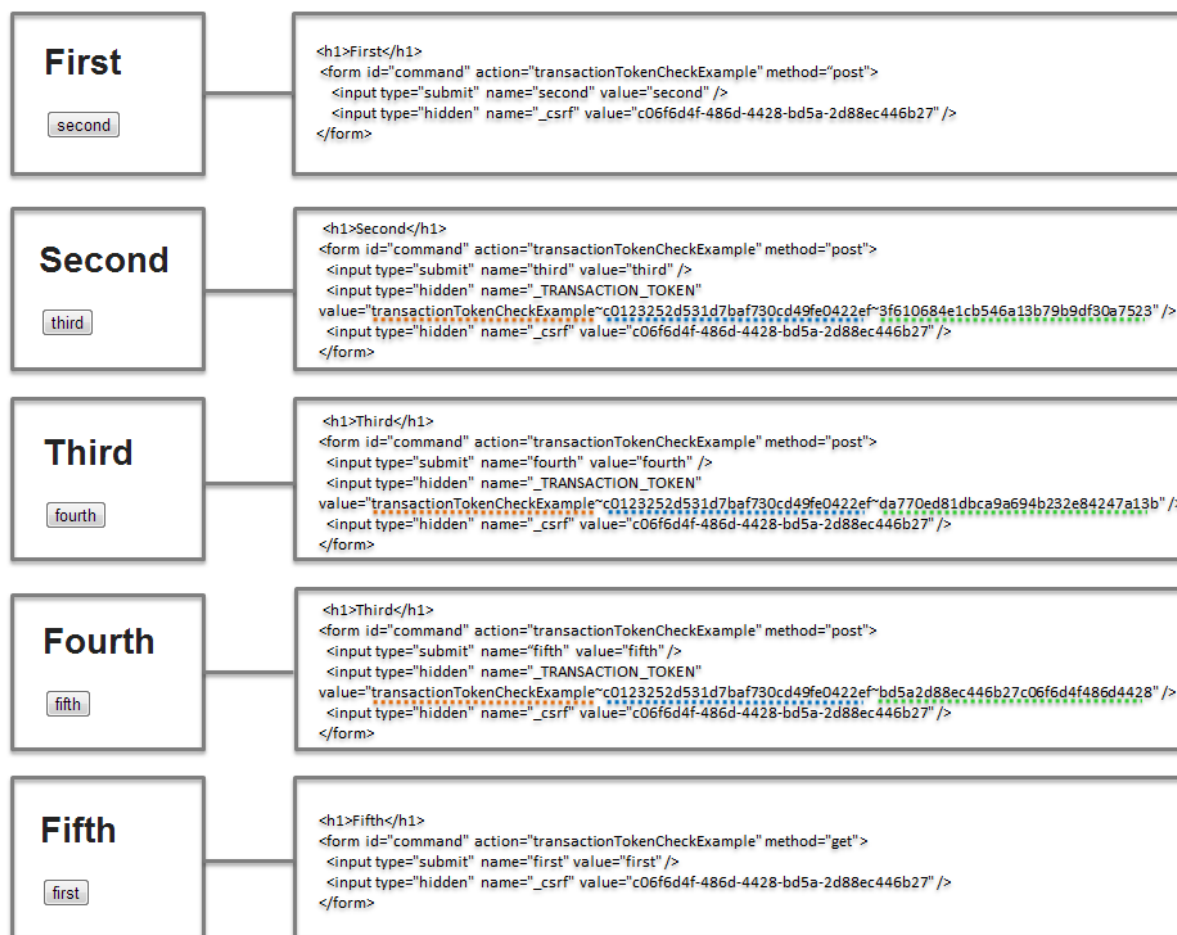 First
second
<h1>First</h1>
<form id="command" action="transactionTokenCheckExample" method=“post">
<input type="submit" name="second" value="second" />
<input type="hidden" name="_csrf" value="c06f6d4f-486d-4428-bd5a-2d88ec446b27" />
</form>
Second
third
<h1>Second</h1>
<form id="command" action="transactionTokenCheckExample" method="post">
<input type="submit" name="third" value="third" />
<input type="hidden" name="_TRANSACTION_TOKEN"
value="transactionTokenCheckExample~c0123252d531d7baf730cd49fe0422ef~3f610684e1cb546a13b79b9df30a7523" />
<input type="hidden" name="_csrf" value="c06f6d4f-486d-4428-bd5a-2d88ec446b27" />
</form>
Third
fourth
<h1>Third</h1>
<form id="command" action="transactionTokenCheckExample" method="post">
<input type="submit" name="fourth" value="fourth" />
<input type="hidden" name="_TRANSACTION_TOKEN"
value="transactionTokenCheckExample~c0123252d531d7baf730cd49fe0422ef~da770ed81dbca9a694b232e84247a13b" /
<input type="hidden" name="_csrf" value="c06f6d4f-486d-4428-bd5a-2d88ec446b27" />
</form>
Fourth
fifth
<h1>Third</h1>
<form id="command" action="transactionTokenCheckExample" method="post">
<input type="submit" name=“fifth" value="fifth" />
<input type="hidden" name="_TRANSACTION_TOKEN"
value="transactionTokenCheckExample~c0123252d531d7baf730cd49fe0422ef~bd5a2d88ec446b27c06f6d4f486d4428" />
<input type="hidden" name="_csrf" value="c06f6d4f-486d-4428-bd5a-2d88ec446b27" />
</form>
Fifth
first
<h1>Fifth</h1>
<form id="command" action="transactionTokenCheckExample" method="get">
<input type="submit" name="first" value="first" />
<input type="hidden" name="_csrf" value="c06f6d4f-486d-4428-bd5a-2d88ec446b27" />
</form>